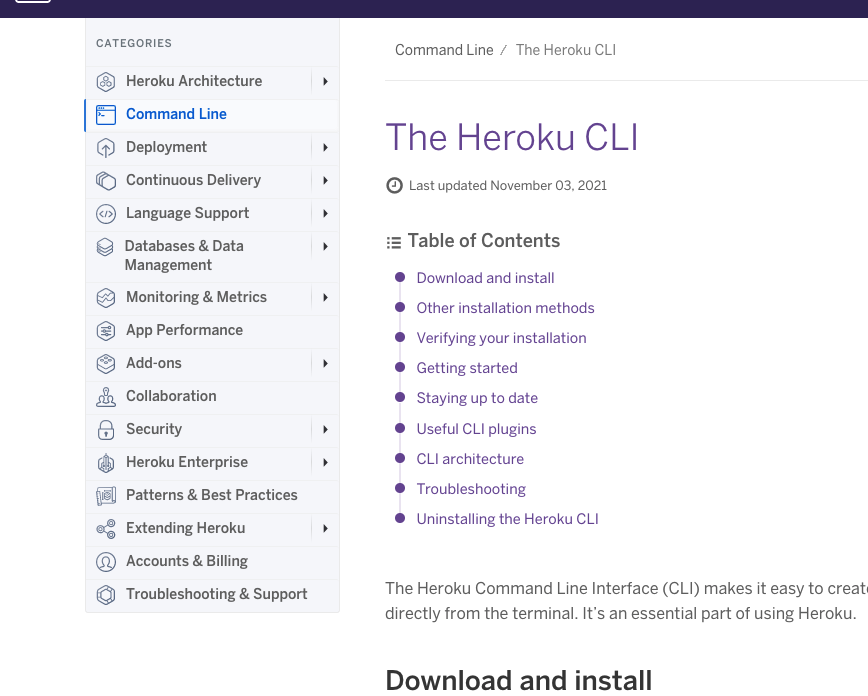 CATEGORIES
Heroku Architecture
Command Line
Deployment
Continuous Delivery
Language Support
Databases & Data
Management
Monitoring & Metrics
App Performance
Add-ons
Collaboration
Security
Heroku Enterprise
Patterns & Best Practices
Extending Heroku
Accounts & Billing
Troubleshooting & Support
Command Line / The Heroku CLI
The Heroku CLI
Last updated November 03, 2021
Table of Contents
Download and install
Other installation methods
Verifying your installation
Getting started
Staying up to date
Useful CLI plugins
CLI architecture
Troubleshooting
Uninstalling the Heroku CLI
The Heroku Command Line Interface (CLI) makes it easy to create
directly from the terminal. It’s an essential part of using Heroku.
Download and install